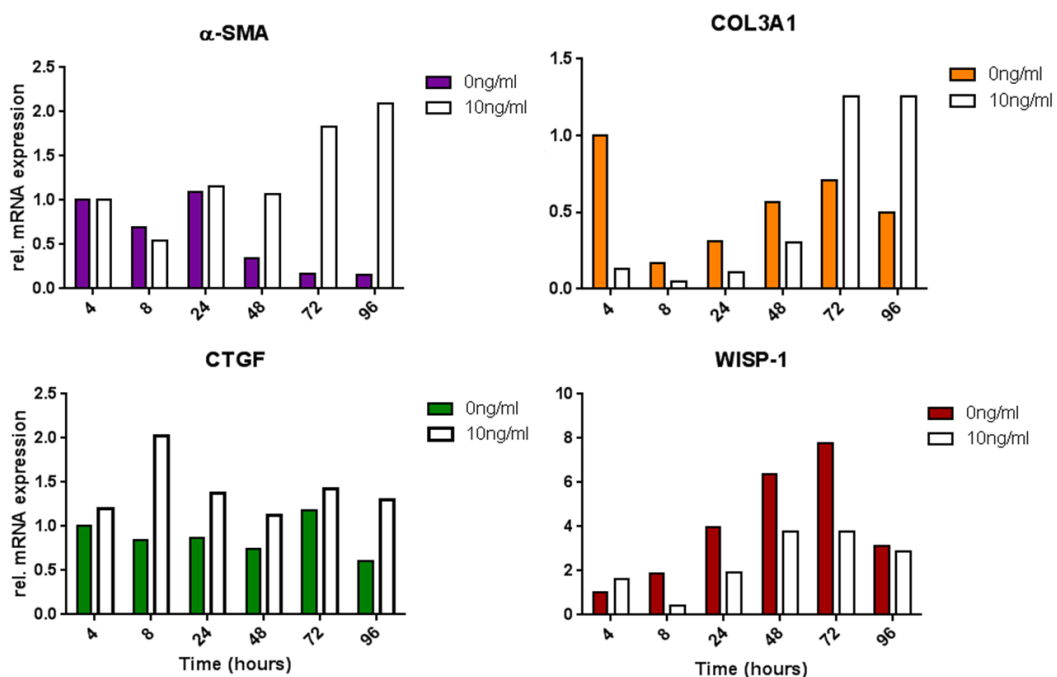 α-SMA
rel. mRNA expression
2.5
2.0
1.5
1.0
0.5
0.0
4 8 24 48 72 96
0ng/ml
10ng/ml
COL3A1
1.5
1.0
0.5
0.0
4 8 24 48 72 96
0ng/ml
10ng/ml
CTGF
rel. mRNA expression
2.5
2.0
1.5
1.0
0.5
0.0
4 8 24 48 72 96
Time (hours)
0ng/ml
10ng/ml
WISP-1
10
8
6
4
2
0
4 8 24 48 72 96
Time (hours)
0ng/ml
10ng/ml